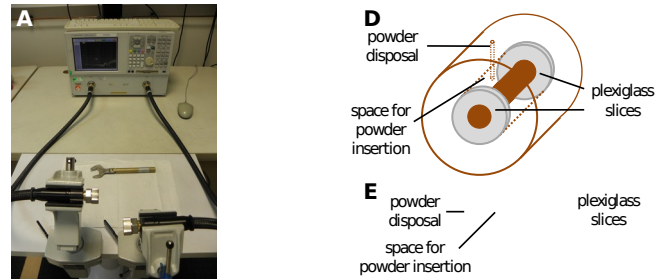 A
D
powder
disposal
space for
powder
insertion
plexiglass
slices
E
powder
disposal
space for
powder insertion
plexiglass
slices